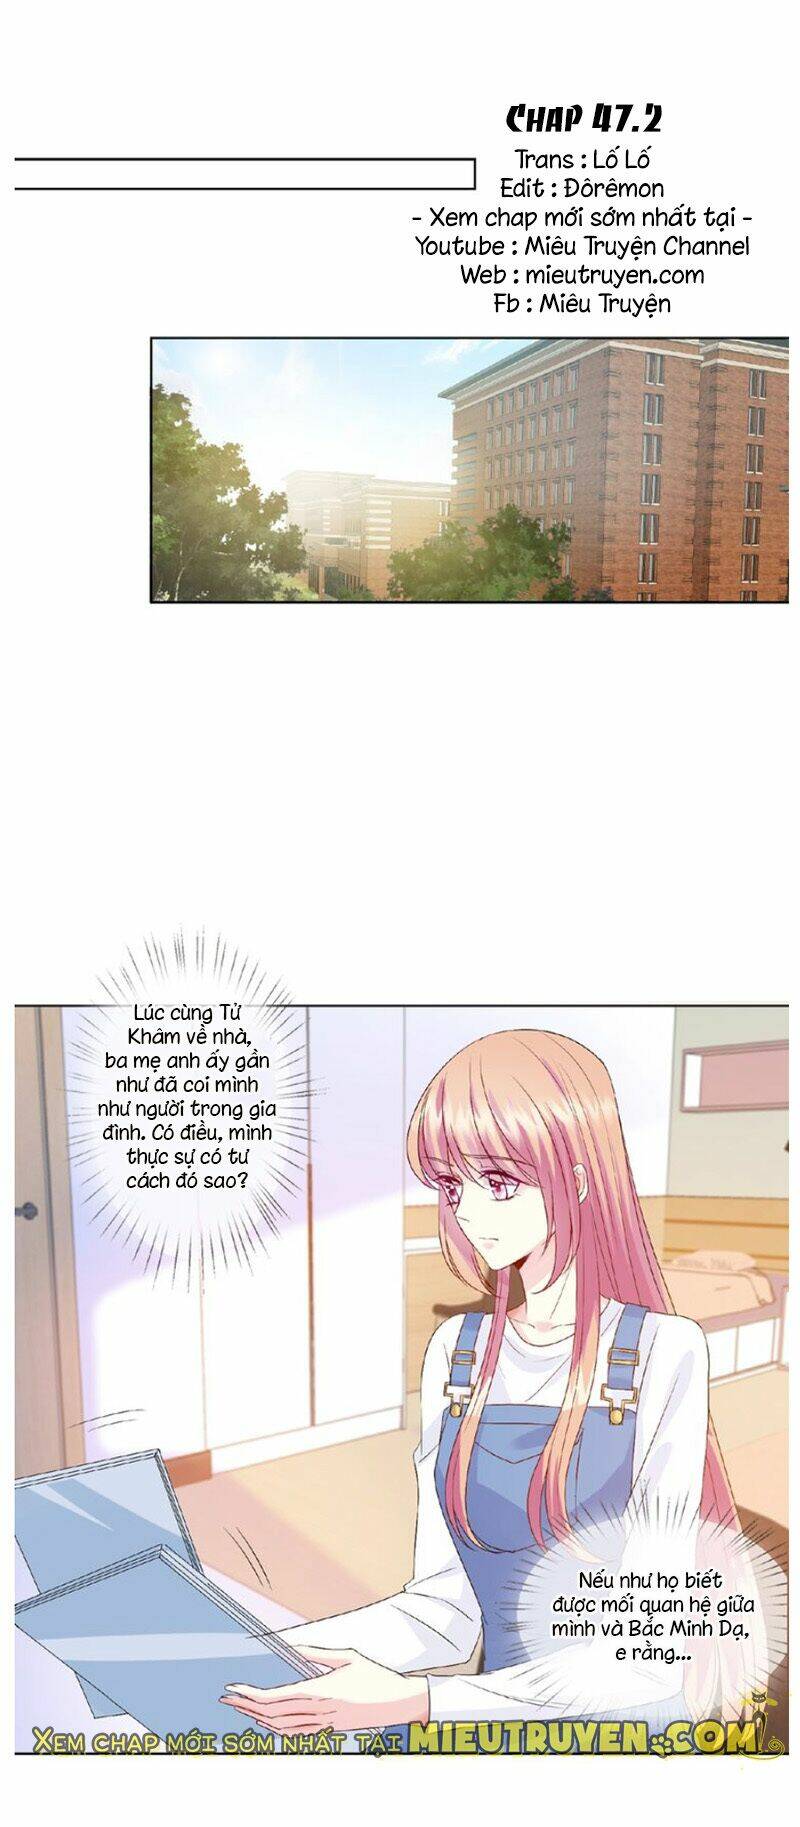 CHAP 47.2
Trans : Lố Lố
Edit : Đôrêmon
- Xem chap mới sớm nhất tại -
Youtube : Miêu Truyện Channel
Web : mieutruyen.com
Fb : Miêu Truyện
Lúc cùng Tử
Khâm về nhà,
ba mẹ anh ấy gần
như đã coi mình
như người trong gia
đình. Có điều, mình
thực sự có tư
cách đó sao?
Nếu như họ biết
được mối quan hệ giữa
mình và Bắc Minh Dạ,
e rằng...
XEM CHAP MỚI SỚM NHẤT TẠI MIEUTRUYEN.COM